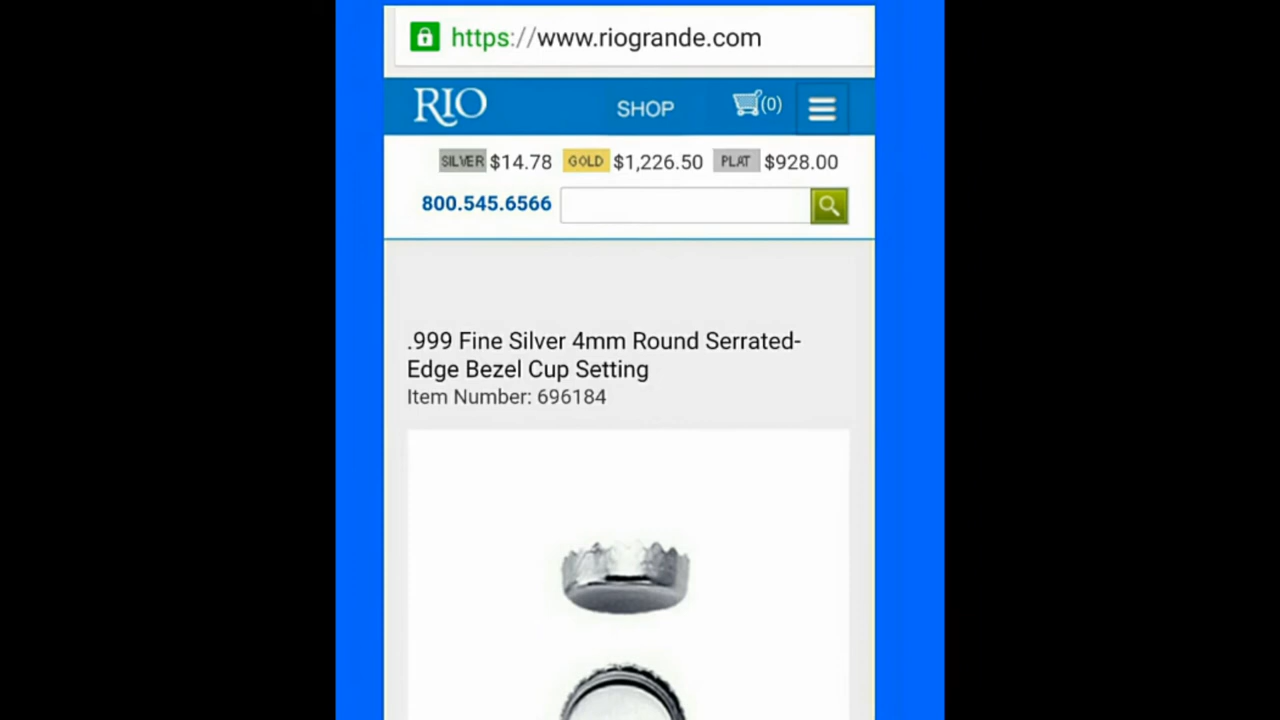 https://www.riogrande.com
RIO SHOP (0)
SILVER $14.78 GOLD $1,226.50 PLAT $928.00
800.545.6566
.999 Fine Silver 4mm Round Serrated-
Edge Bezel Cup Setting
Item Number: 696184